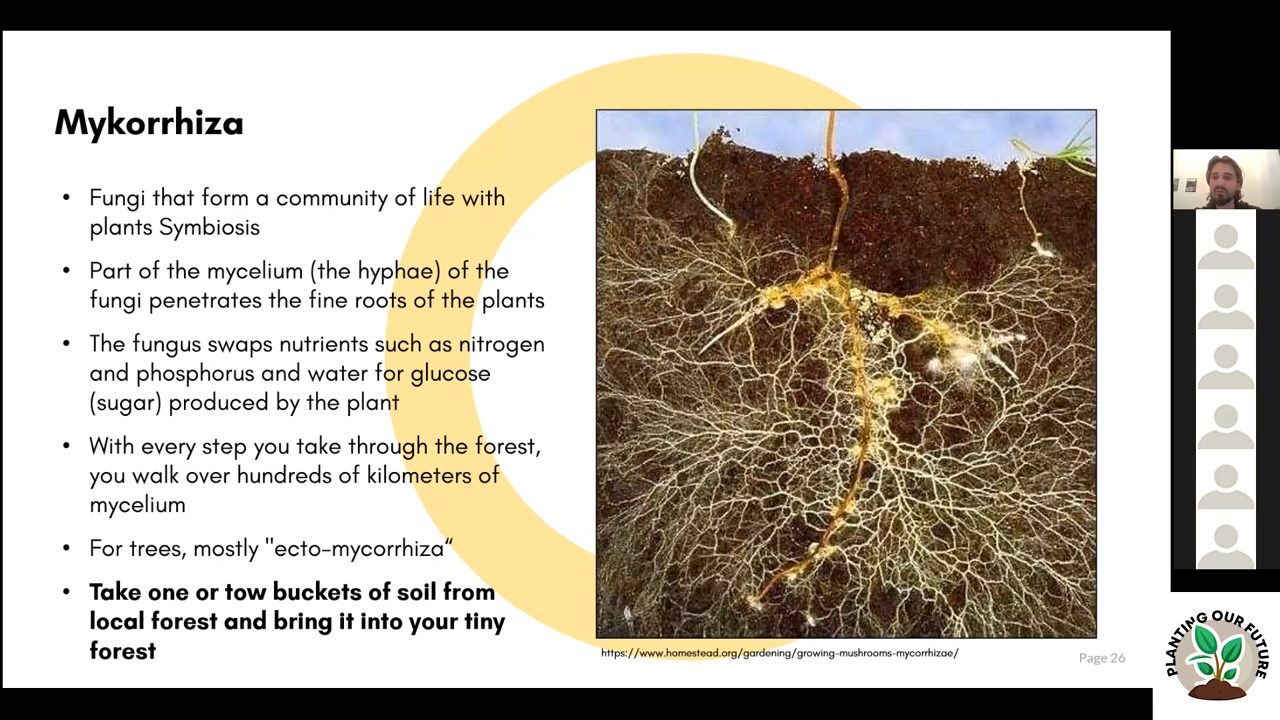 Mykorrhiza
• Fungi that form a community of life with
plants Symbiosis
• Part of the mycelium (the hyphae) of the
fungi penetrates the fine roots of the plants
• The fungus swaps nutrients such as nitrogen
and phosphorus and water for glucose
(sugar) produced by the plant
• With every step you take through the forest,
you walk over hundreds of kilometers of
mycelium
• For trees, mostly "ecto-mycorrhiza“
• Take one or tow buckets of soil from
local forest and bring it into your tiny
forest
https://www.homestead.org/gardening/growing-mushrooms-mycorrhizae/
Page 26
PLANTING OUR FUTURE